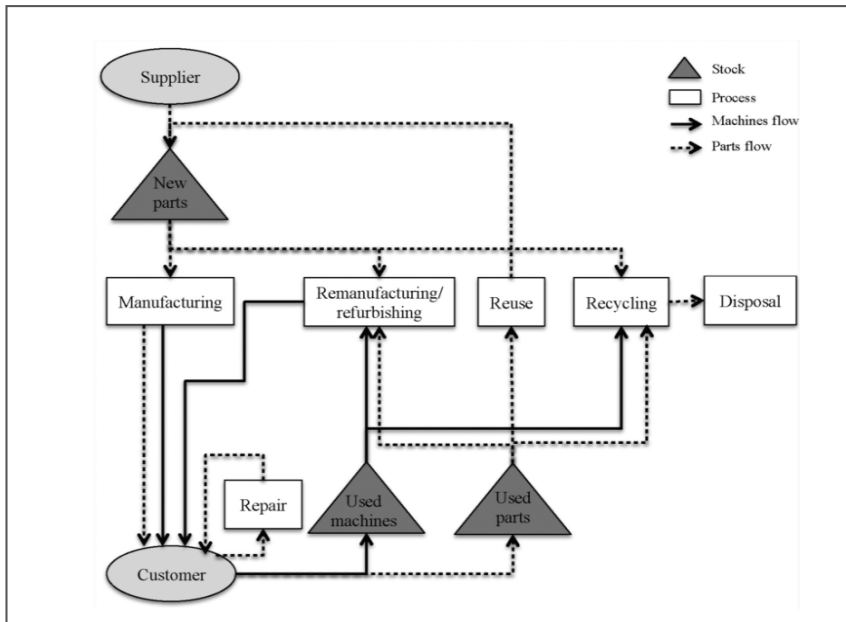 Supplier
Stock
Process
Machines flow
Parts flow
New
parts
Manufacturing
Remanufacturing/
refurbishing
Reuse
Recycling
Disposal
Repair
Used
machines
Used
parts
Customer